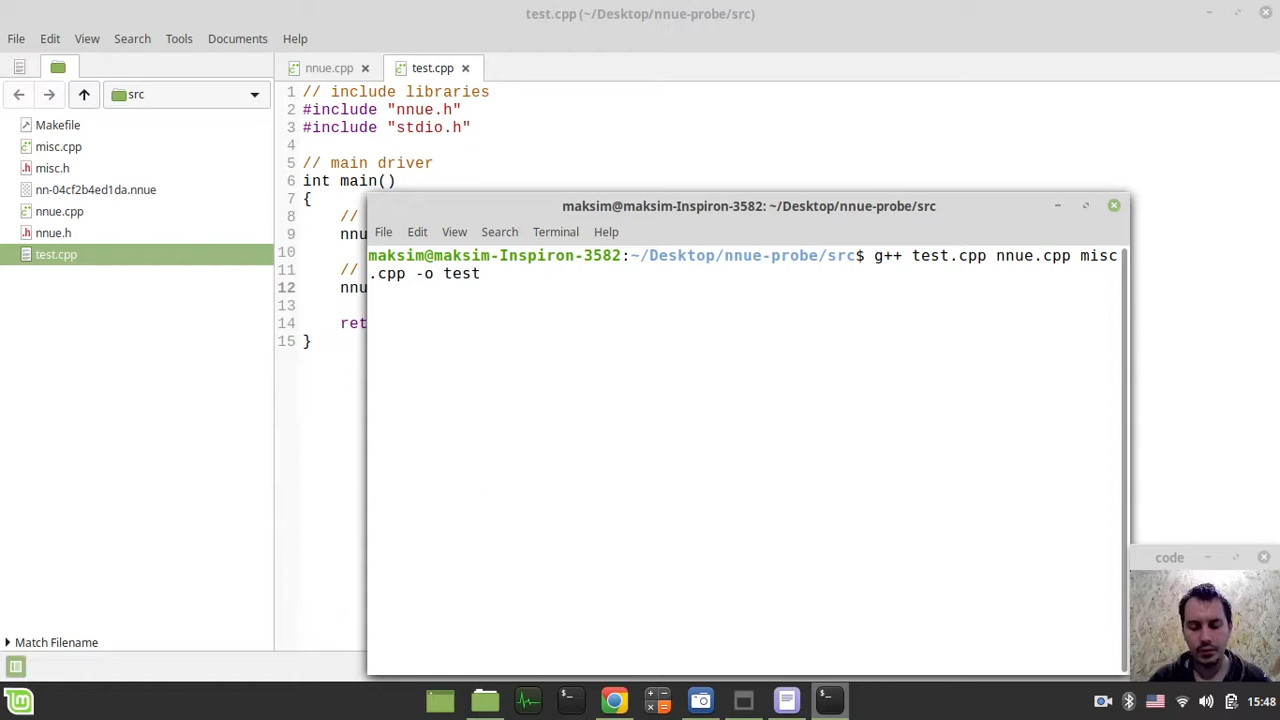 test.cpp (~/Desktop/nnue-probe/src)
File Edit View Search Tools Documents Help
nnue.cpp
test.cpp
src
Makefile
misc.cpp
misc.h
nn-04cf2b4ed1da.nnue
nnue.cpp
nnue.h
test.cpp
Match Filename
1 // include libraries
2 #include "nnue.h"
3 #include "stdio.h"
4
5 // main driver
6 int main()
7 {
8 //
9 nnu
10
11 //
12 nnu
13
14 ret
15 }
maksim@maksim-Inspiron-3582: ~/Desktop/nnue-probe/src
File Edit View Search Terminal Help
maksim@maksim-Inspiron-3582:~/Desktop/nnue-probe/src$ g++ test.cpp nnue.cpp misc
.cpp -o test
code
15:48